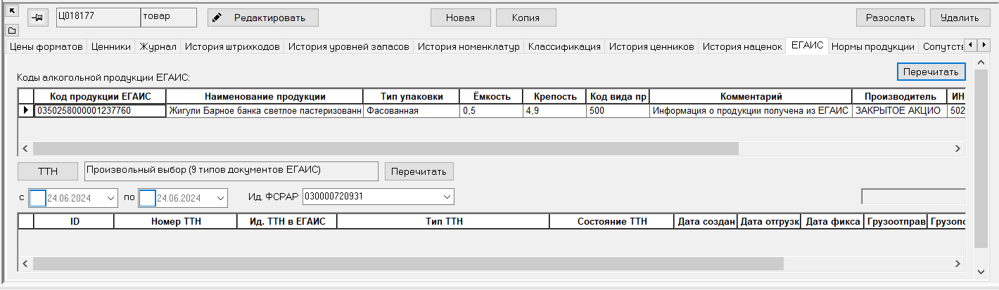 Ц018177 товар Редактировать Новая Копия Разослать Удалить
Цены форматов Ценники Журнал История штрихкодов История уровней запасов История номенклатур Классификация История ценников История наценок ЕГАИС Нормы продукции Сопутств
Коды алкогольной продукции ЕГАИС: Перечитать
Код продукции ЕГАИС Наименование продукции Тип упаковки Ёмкость Крепость Код вида пр Комментарий Производитель ИН
0350258000001237760 Жигули Барное банка светлое пастеризованн Фасованная 0,5 4,9 500 Информация о продукции получена из ЕГАИС ЗАКРЫТОЕ АКЦИО 502
ТТН Произвольный выбор (9 типов документов ЕГАИС) Перечитать
с 24.06.2024 по 24.06.2024 Ид. ФСРАР 030000720931
ID Номер ТТН Ид. ТТН в ЕГАИС Тип ТТН Состояние ТТН Дата создан Дата отгрузк Дата фикса Грузоотправ Грузопо